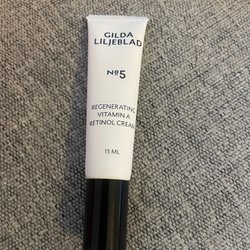 GILDA
LILJEBLAD
Nº5
REGENERATING
VITAMIN A
RETINOL CREAM
15 ML